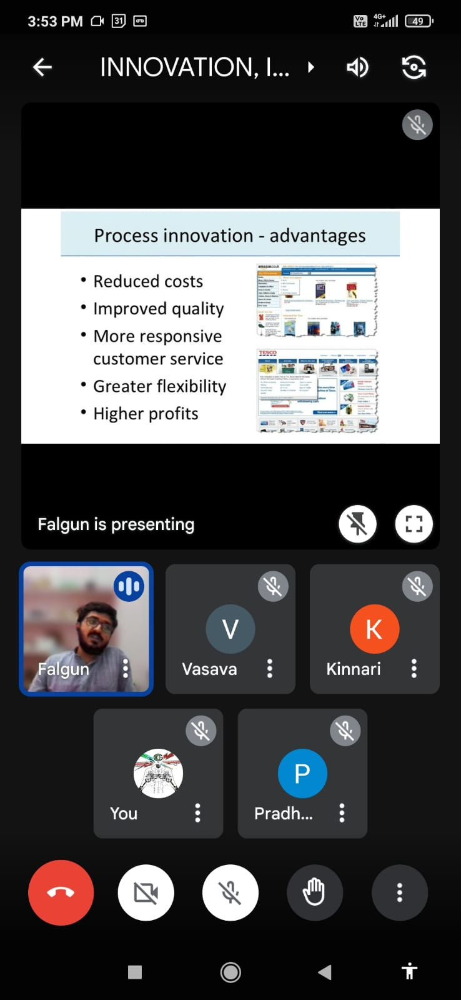 3:53 PM
31
Vo LTE
4G+
49
INNOVATION, I...
Process innovation - advantages
• Reduced costs
• Improved quality
• More responsive
customer service
• Greater flexibility
• Higher profits
amazon.co.uk
TESCO
Falgun is presenting
Falgun
V
Vasava
K
Kinnari
You
P
Pradh...